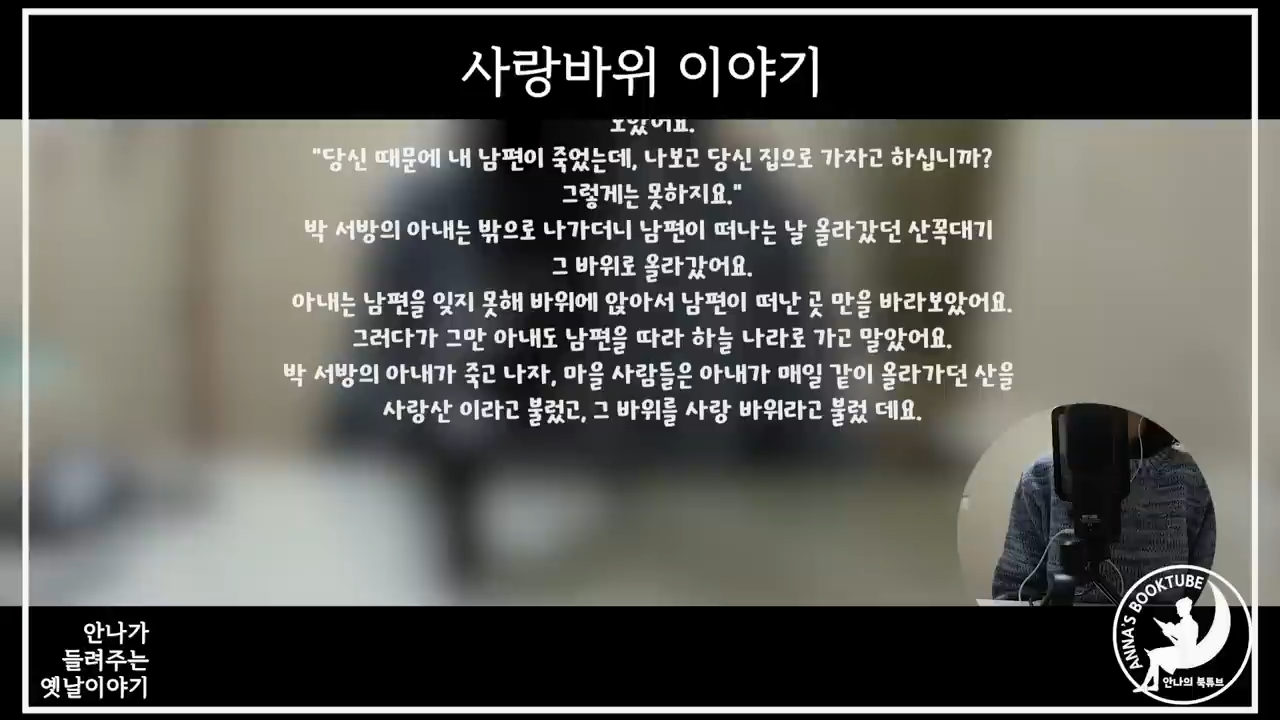 사랑바위 이야기
보았어요.
"당신 때문에 내 남편이 죽었는데, 나보고 당신 집으로 가자고 하십니까?
그렇게는 못하지요."
박 서방의 아내는 밖으로 나가더니 남편이 떠나는 날 올라갔던 산꼭대기
그 바위로 올라갔어요.
아내는 남편을 잊지 못해 바위에 앉아서 남편이 떠난 곳 만을 바라보았어요.
그러다가 그만 아내도 남편을 따라 하늘 나라로 가고 말았어요.
박 서방의 아내가 죽고 나자, 마을 사람들은 아내가 매일 같이 올라가던 산을
사랑산 이라고 불렀고, 그 바위를 사랑 바위라고 불렀 데요.
안나가
들려주는
옛날이야기
ANNA'S BOOKTUBE
안나의 북튜브